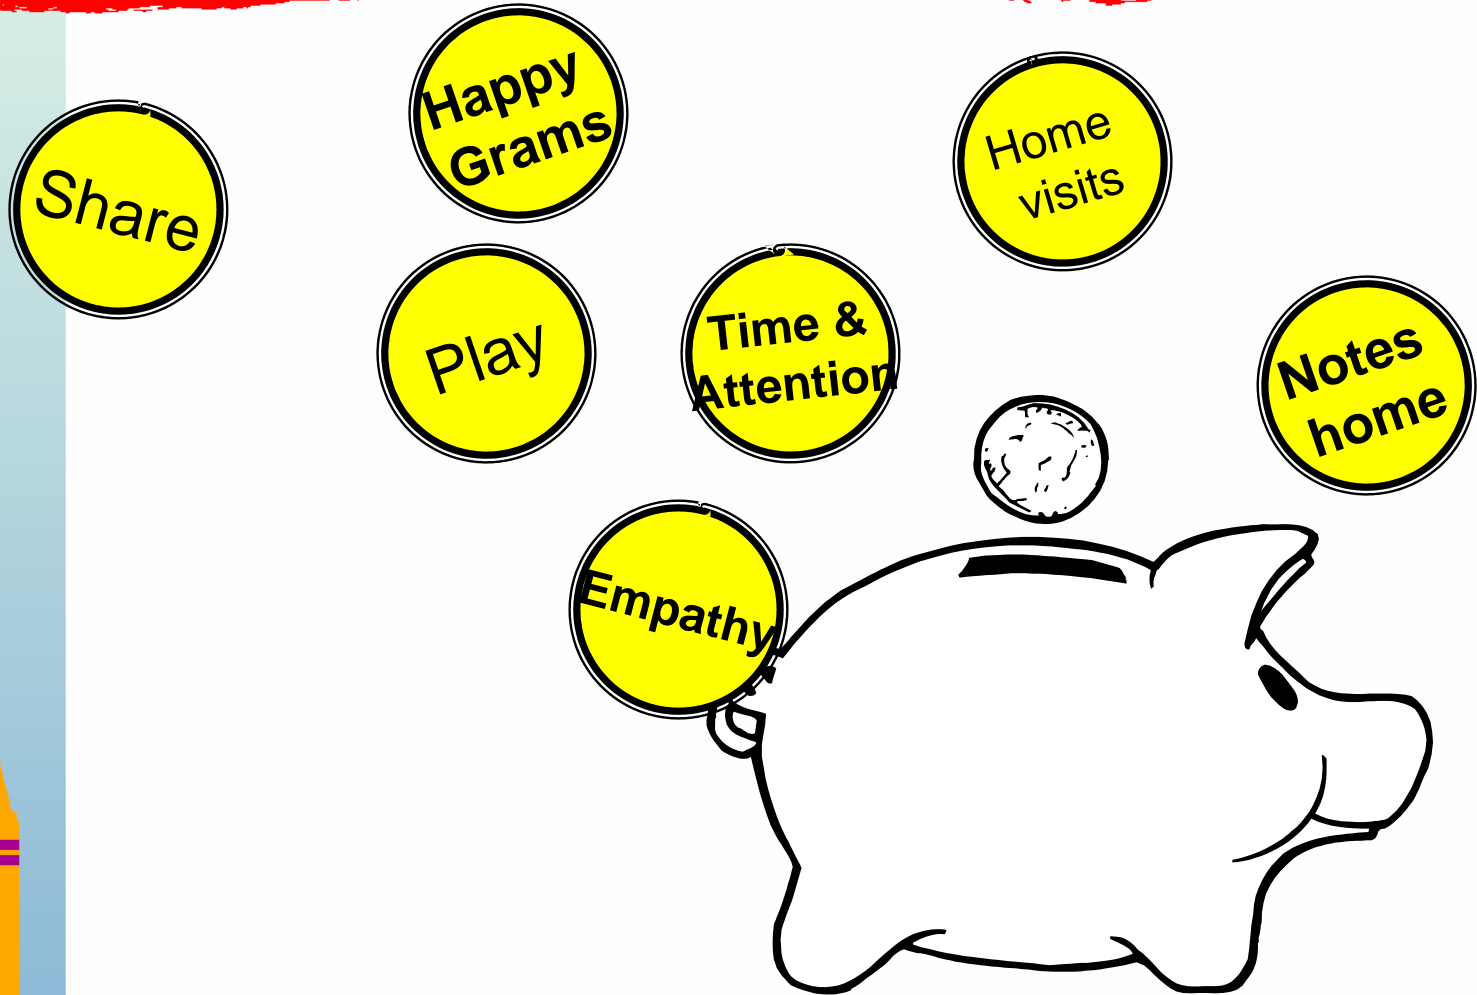 Happy
Grams
Home
visits
Share
Play
Time &
Attention
Notes
home
Empathy